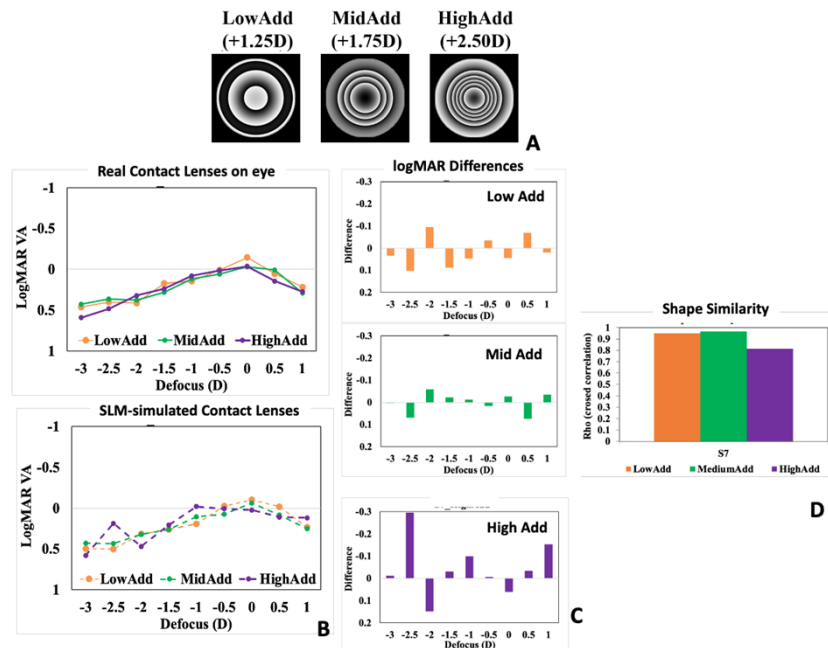 LowAdd MidAdd HighAdd
(+1.25D) (+1.75D) (+2.50D)
A
Real Contact Lenses on eye
-1
-0.5
0
0.5
1
LogMAR VA
LowAdd MidAdd HighAdd
-3 -2.5 -2 -1.5 -1 -0.5 0 0.5 1
Defocus (D)
SLM-simulated Contact Lenses
-1
-0.5
0
0.5
1
LogMAR VA
LowAdd MidAdd HighAdd
-3 -2.5 -2 -1.5 -1 -0.5 0 0.5 1
Defocus (D)
B
logMAR Differences
Low Add
-0.3
-0.2
-0.1
0
0.1
0.2
Difference
-3 -2.5 -2 -1.5 -1 -0.5 0 0.5 1
Defocus (D)
Mid Add
-0.3
-0.2
-0.1
0
0.1
0.2
Difference
-3 -2.5 -2 -1.5 -1 -0.5 0 0.5 1
Defocus (D)
High Add
-0.3
-0.2
-0.1
0
0.1
0.2
Difference
-3 -2.5 -2 -1.5 -1 -0.5 0 0.5 1
Defocus (D)
C
Shape Similarity
1
0.9
0.8
0.7
0.6
0.5
0.4
0.3
0.2
0.1
0
Rho (crosed correlation)
S7
LowAdd MediumAdd HighAdd
D